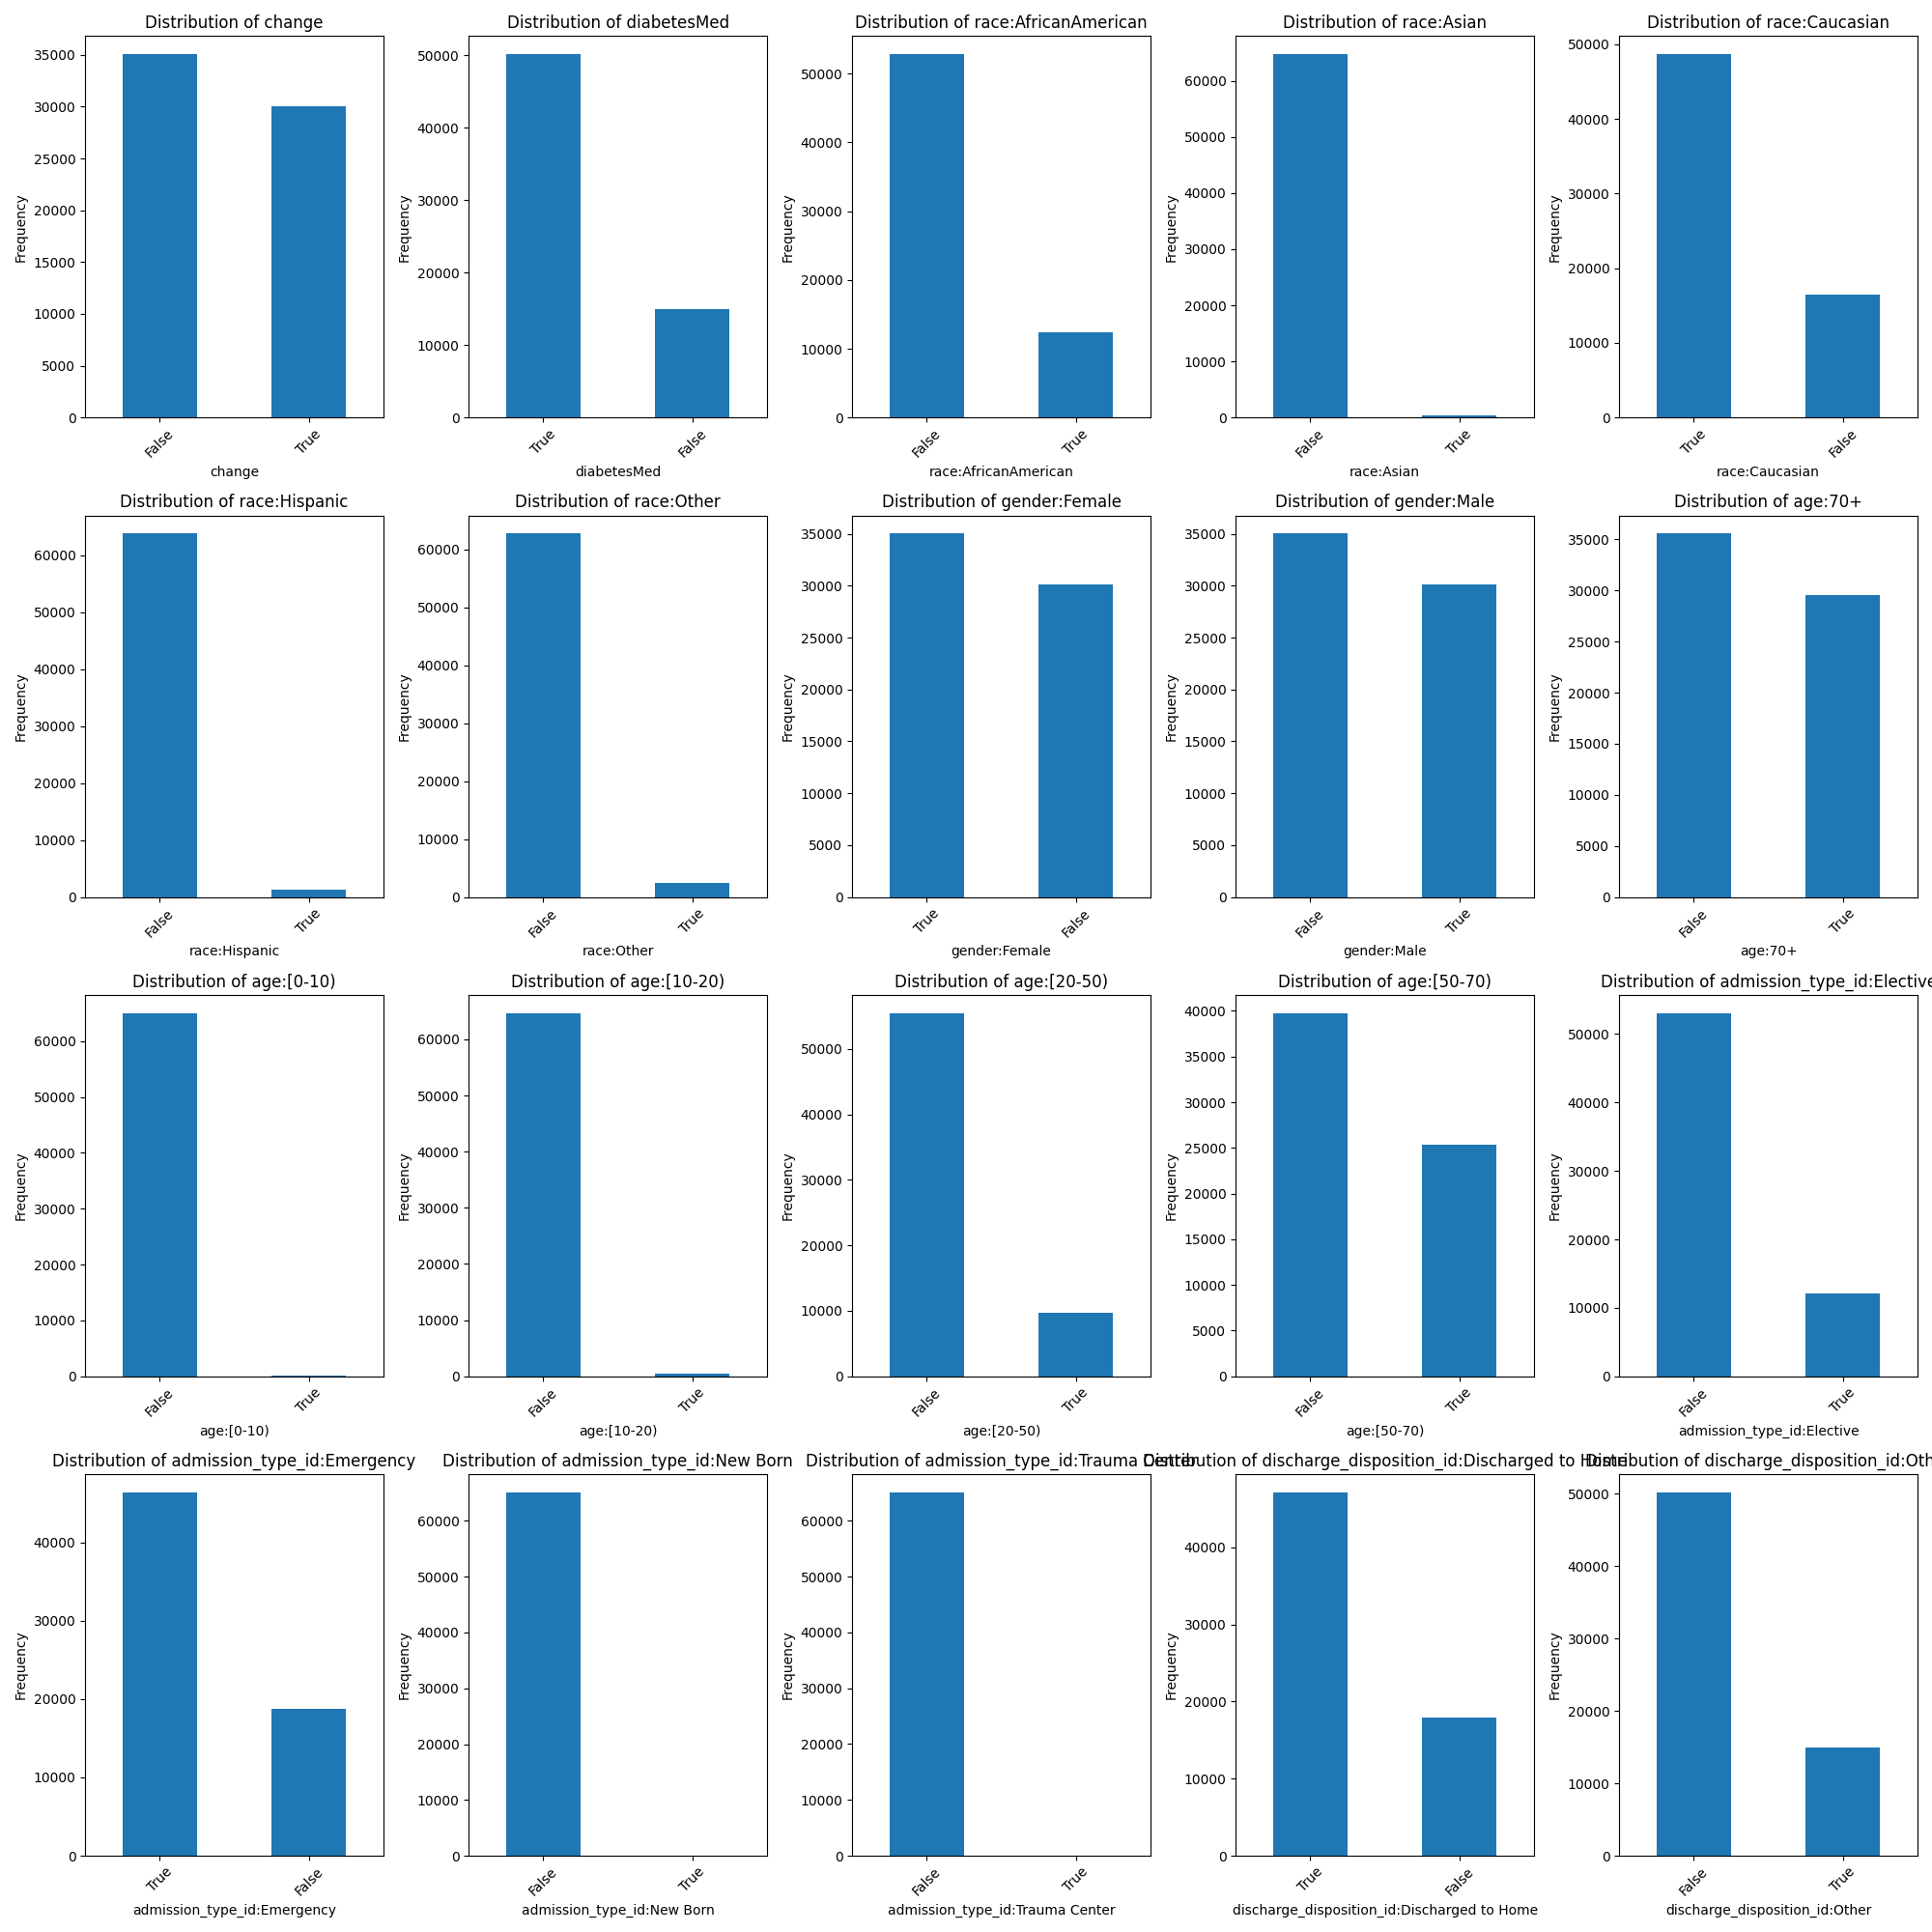 Distribution of change
Frequency
35000
30000
25000
20000
15000
10000
5000
0
False
True
change
Distribution of diabetesMed
Frequency
50000
40000
30000
20000
10000
0
True
False
diabetesMed
Distribution of race:AfricanAmerican
Frequency
50000
40000
30000
20000
10000
0
False
True
race:AfricanAmerican
Distribution of race:Asian
Frequency
60000
50000
40000
30000
20000
10000
0
False
True
race:Asian
Distribution of race:Caucasian
Frequency
50000
40000
30000
20000
10000
0
True
False
race:Caucasian
Distribution of race:Hispanic
Frequency
60000
50000
40000
30000
20000
10000
0
False
True
race:Hispanic
Distribution of race:Other
Frequency
60000
50000
40000
30000
20000
10000
0
False
True
race:Other
Distribution of gender:Female
Frequency
35000
30000
25000
20000
15000
10000
5000
0
True
False
gender:Female
Distribution of gender:Male
Frequency
35000
30000
25000
20000
15000
10000
5000
0
False
True
gender:Male
Distribution of age:70+
Frequency
35000
30000
25000
20000
15000
10000
5000
0
False
True
age:70+
Distribution of age:[0-10)
Frequency
60000
50000
40000
30000
20000
10000
0
False
True
age:[0-10)
Distribution of age:[10-20)
Frequency
60000
50000
40000
30000
20000
10000
0
False
True
age:[10-20)
Distribution of age:[20-50)
Frequency
50000
40000
30000
20000
10000
0
False
True
age:[20-50)
Distribution of age:[50-70)
Frequency
40000
35000
30000
25000
20000
15000
10000
5000
0
False
True
age:[50-70)
Distribution of admission_type_id:Elective
Frequency
50000
40000
30000
20000
10000
0
False
True
admission_type_id:Elective
Distribution of admission_type_id:Emergency
Frequency
40000
30000
20000
10000
0
True
False
admission_type_id:Emergency
Distribution of admission_type_id:New Born
Frequency
60000
50000
40000
30000
20000
10000
0
False
True
admission_type_id:New Born
Distribution of admission_type_id:Trauma Center
Frequency
60000
50000
40000
30000
20000
10000
0
False
True
admission_type_id:Trauma Center
Distribution of discharge_disposition_id:Discharged to Home
Frequency
40000
30000
20000
10000
0
True
False
discharge_disposition_id:Discharged to Home
Distribution of discharge_disposition_id:Oth
Frequency
50000
40000
30000
20000
10000
0
False
True
discharge_disposition_id:Other